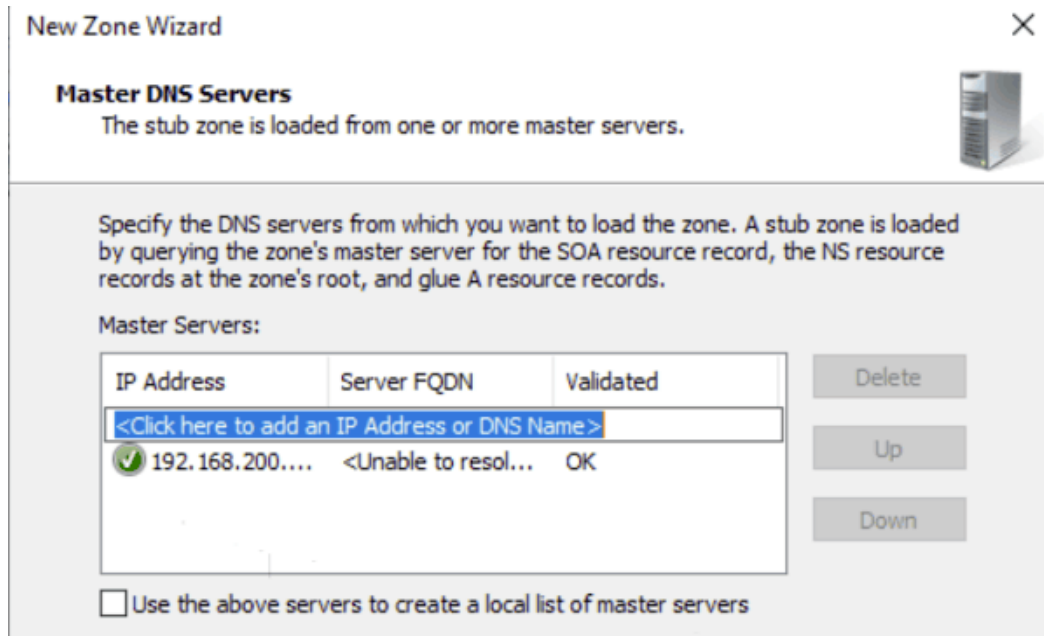 New Zone Wizard
Master DNS Servers
The stub zone is loaded from one or more master servers.
Specify the DNS servers from which you want to load the zone. A stub zone is loaded
by querying the zone's master server for the SOA resource record, the NS resource
records at the zone's root, and glue A resource records.
Master Servers:
IP Address Server FQDN Validated
<Click here to add an IP Address or DNS Name>
192.168.200.... <Unable to resol... OK
Delete
Up
Down
Use the above servers to create a local list of master servers